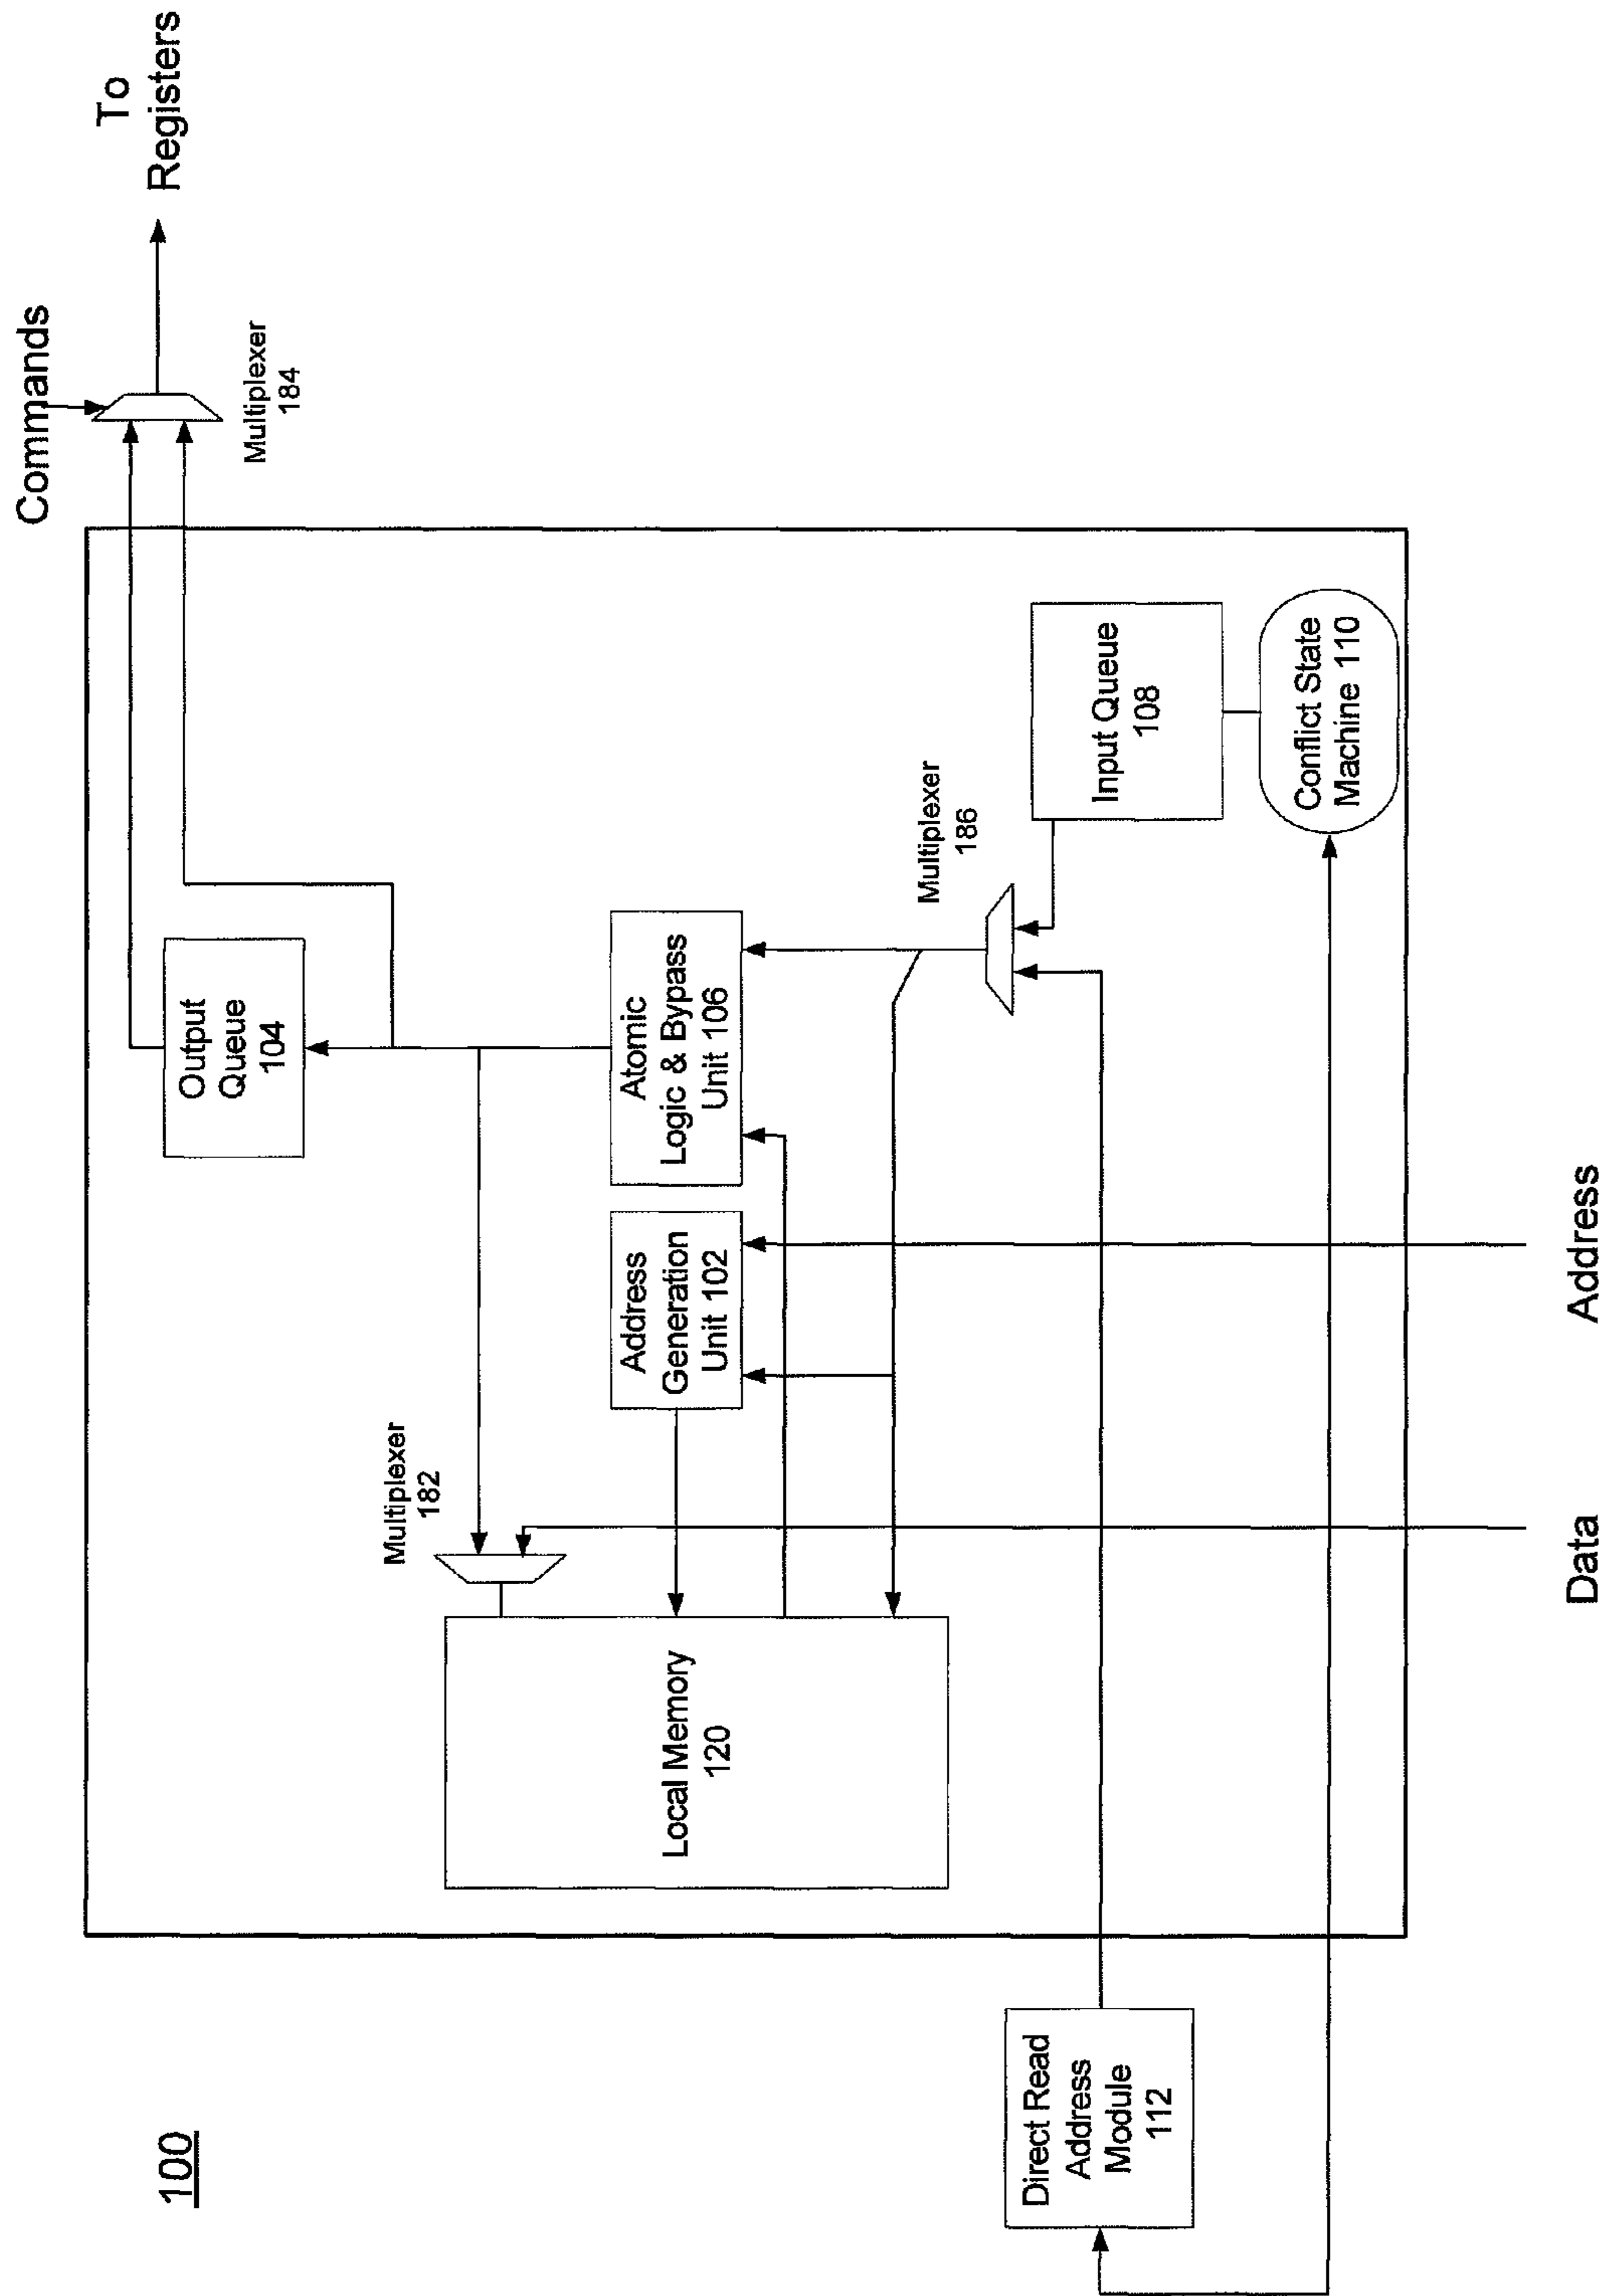 100
Commands
To
Registers
Multiplexer
184
Output
Queue
104
Multiplexer
182
Address
Generation
Unit 102
Atomic
Logic & Bypass
Unit 106
Local Memory
120
Multiplexer
186
Input Queue
108
Conflict State
Machine 110
Direct Read
Address
Module
112
Data
Address